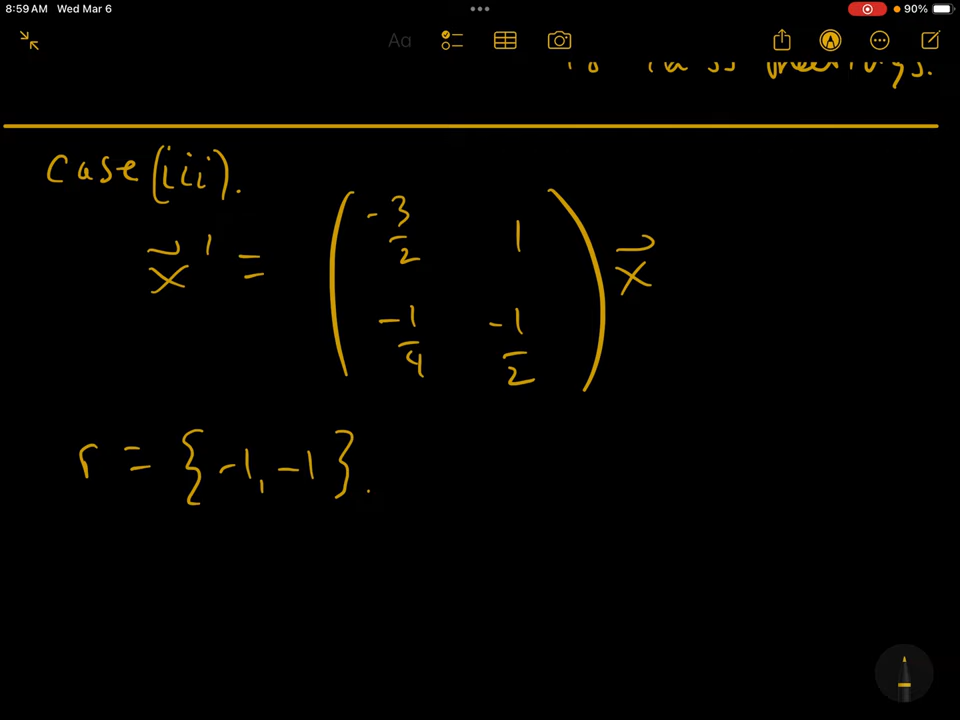 8:59 AM Wed Mar 6
90%
Aa
Case (iii).
x⃗ ' = ( -3/2 1 ; -1/4 -1/2 ) x⃗
r = {-1, -1}.